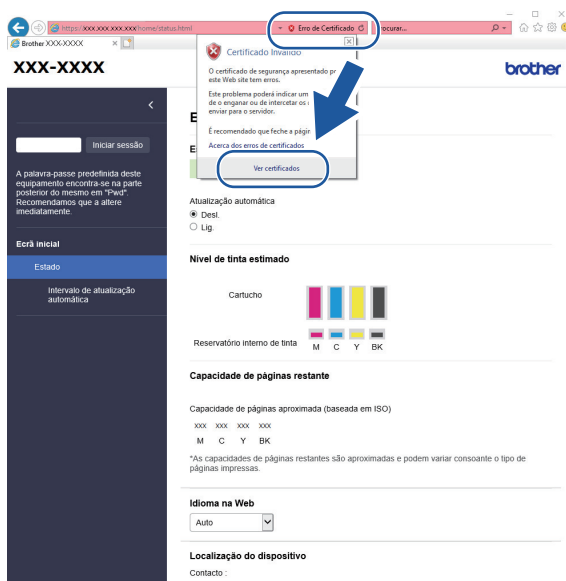 https://xxx.xxx.xxx.xxx/home/status.html
Erro de Certificado
rocurar...
Brother XXX-XXXX
XXX-XXXX
brother
Certificado Inválido
O certificado de segurança apresentado p
este Web site tem erros.
Este problema poderá indicar um
de o enganar ou de intercetar os
enviar para o servidor.
É recomendado que feche a págin
Acerca dos erros de certificados
Ver certificados
Iniciar sessão
A palavra-passe predefinida deste
equipamento encontra-se na parte
posterior do mesmo em "Pwd".
Recomendamos que a altere
imediatamente.
Ecrã inicial
Estado
Intervalo de atualização
automática
E
E
Atualização automática
Desl.
Lig.
Nível de tinta estimado
Cartucho
Reservatório interno de tinta
M C Y BK
Capacidade de páginas restante
Capacidade de páginas aproximada (baseada em ISO)
xxx xxx xxx xxx
M C Y BK
*As capacidades de páginas restantes são aproximadas e podem variar consoante o tipo de
páginas impressas.
Idioma na Web
Auto
Localização do dispositivo
Contacto :